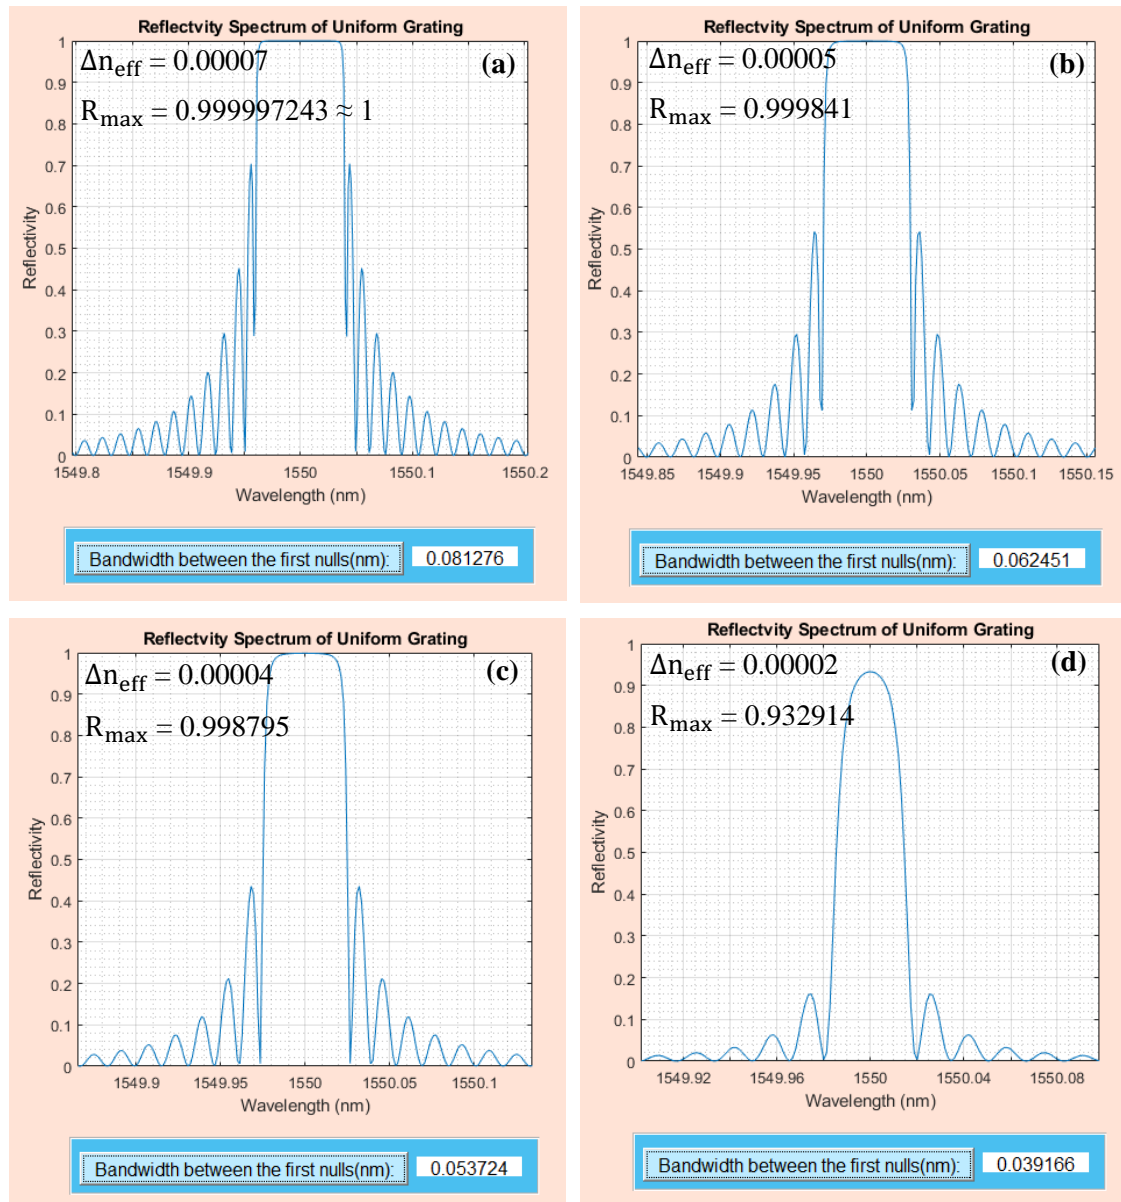 Reflectvity Spectrum of Uniform Grating
(a)
Δn_eff = 0.00007
R_max = 0.999997243 ≈ 1
1
0.9
0.8
0.7
0.6
0.5
0.4
0.3
0.2
0.1
0
Reflectivity
1549.8 1549.9 1550 1550.1 1550.2
Wavelength (nm)
Bandwidth between the first nulls(nm): 0.081276
Reflectvity Spectrum of Uniform Grating
(b)
Δn_eff = 0.00005
R_max = 0.999841
1
0.9
0.8
0.7
0.6
0.5
0.4
0.3
0.2
0.1
0
Reflectivity
1549.85 1549.9 1549.95 1550 1550.05 1550.1 1550.15
Wavelength (nm)
Bandwidth between the first nulls(nm): 0.062451
Reflectvity Spectrum of Uniform Grating
(c)
Δn_eff = 0.00004
R_max = 0.998795
1
0.9
0.8
0.7
0.6
0.5
0.4
0.3
0.2
0.1
0
Reflectivity
1549.9 1549.95 1550 1550.05 1550.1
Wavelength (nm)
Bandwidth between the first nulls(nm): 0.053724
Reflectvity Spectrum of Uniform Grating
(d)
Δn_eff = 0.00002
R_max = 0.932914
1
0.9
0.8
0.7
0.6
0.5
0.4
0.3
0.2
0.1
0
Reflectivity
1549.92 1549.96 1550 1550.04 1550.08
Wavelength (nm)
Bandwidth between the first nulls(nm): 0.039166